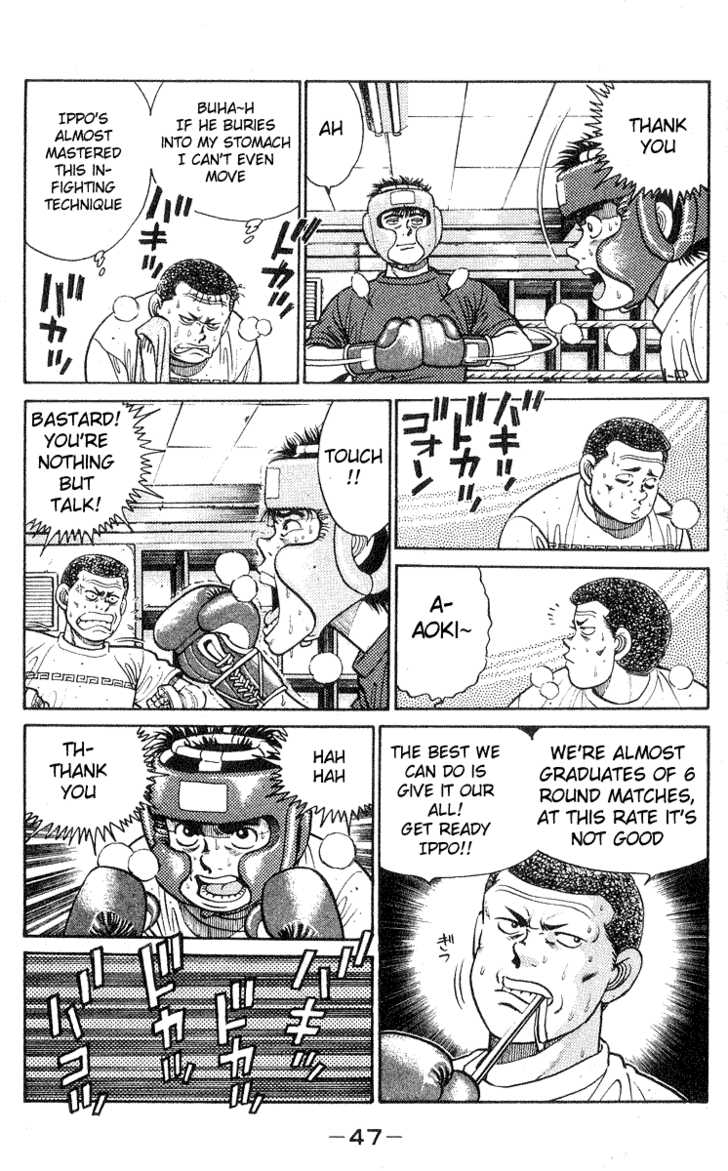 THANK
YOU
AH
BUHA~H
IF HE BURIES
INTO MY STOMACH
I CAN'T EVEN
MOVE
IPPO'S
ALMOST
MASTERED
THIS IN-
FIGHTING
TECHNIQUE
ドカッ
バキッ
バカッ
バキッ
ドカッ
ゴォーン
A-
AOKI~
TOUCH
!!
BASTARD!
YOU'RE
NOTHING
BUT
TALK!
WE'RE ALMOST
GRADUATES OF 6
ROUND MATCHES,
AT THIS RATE IT'S
NOT GOOD
THE BEST WE
CAN DO IS
GIVE IT OUR
ALL!
GET READY
IPPO!!
ぎゅ
HAH
HAH
TH-
THANK
YOU
バキッ
ドカッ
ドカッ
バコッ
—47—